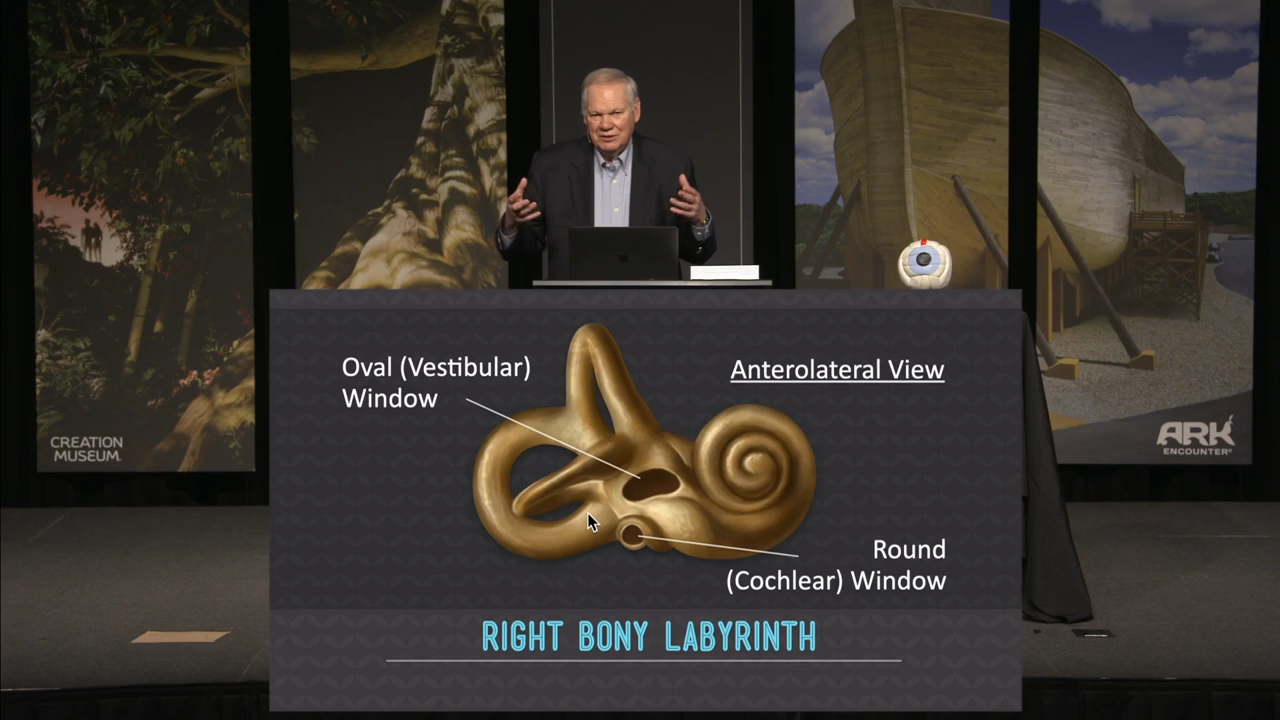 Oval (Vestibular)
Window
Anterolateral View
Round
(Cochlear) Window
RIGHT BONY LABYRINTH
CREATION
MUSEUM
ARK
ENCOUNTER